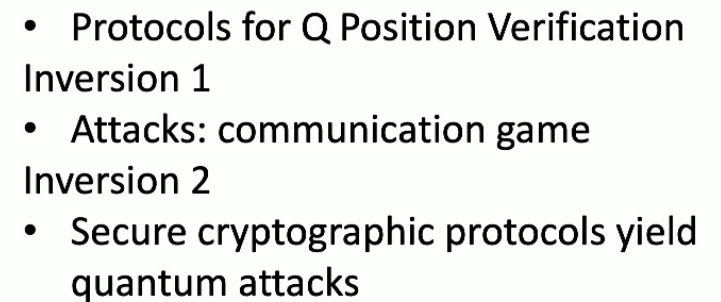 • Protocols for Q Position Verification
Inversion 1
• Attacks: communication game
Inversion 2
• Secure cryptographic protocols yield
quantum attacks